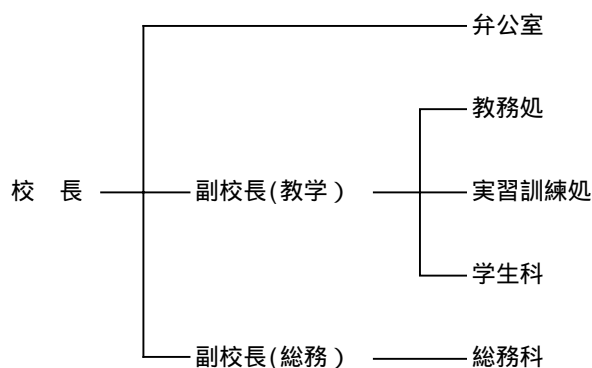 弁公室
教務処
校　長
副校長(教学)
実習訓練処
学生科
副校長(総務)
総務科